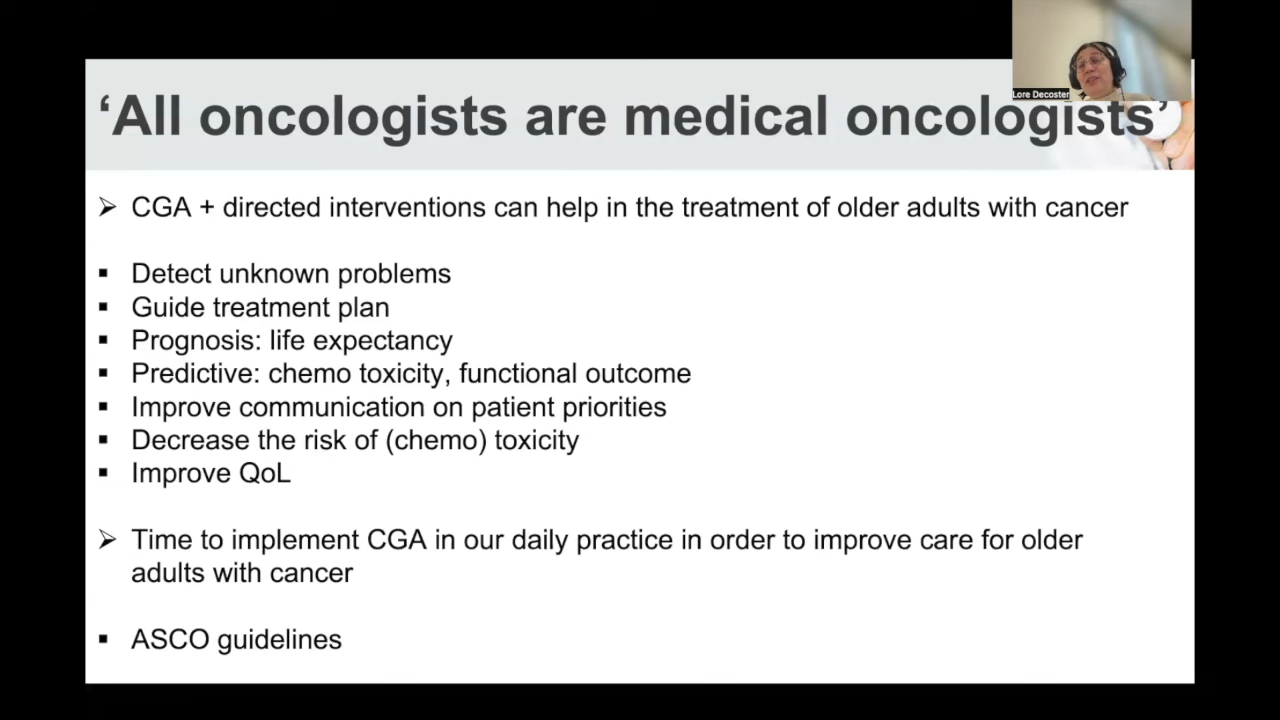 Lore Decoster
‘All oncologists are medical oncologists’
➢ CGA + directed interventions can help in the treatment of older adults with cancer
▪ Detect unknown problems
▪ Guide treatment plan
▪ Prognosis: life expectancy
▪ Predictive: chemo toxicity, functional outcome
▪ Improve communication on patient priorities
▪ Decrease the risk of (chemo) toxicity
▪ Improve QoL
➢ Time to implement CGA in our daily practice in order to improve care for older
adults with cancer
▪ ASCO guidelines